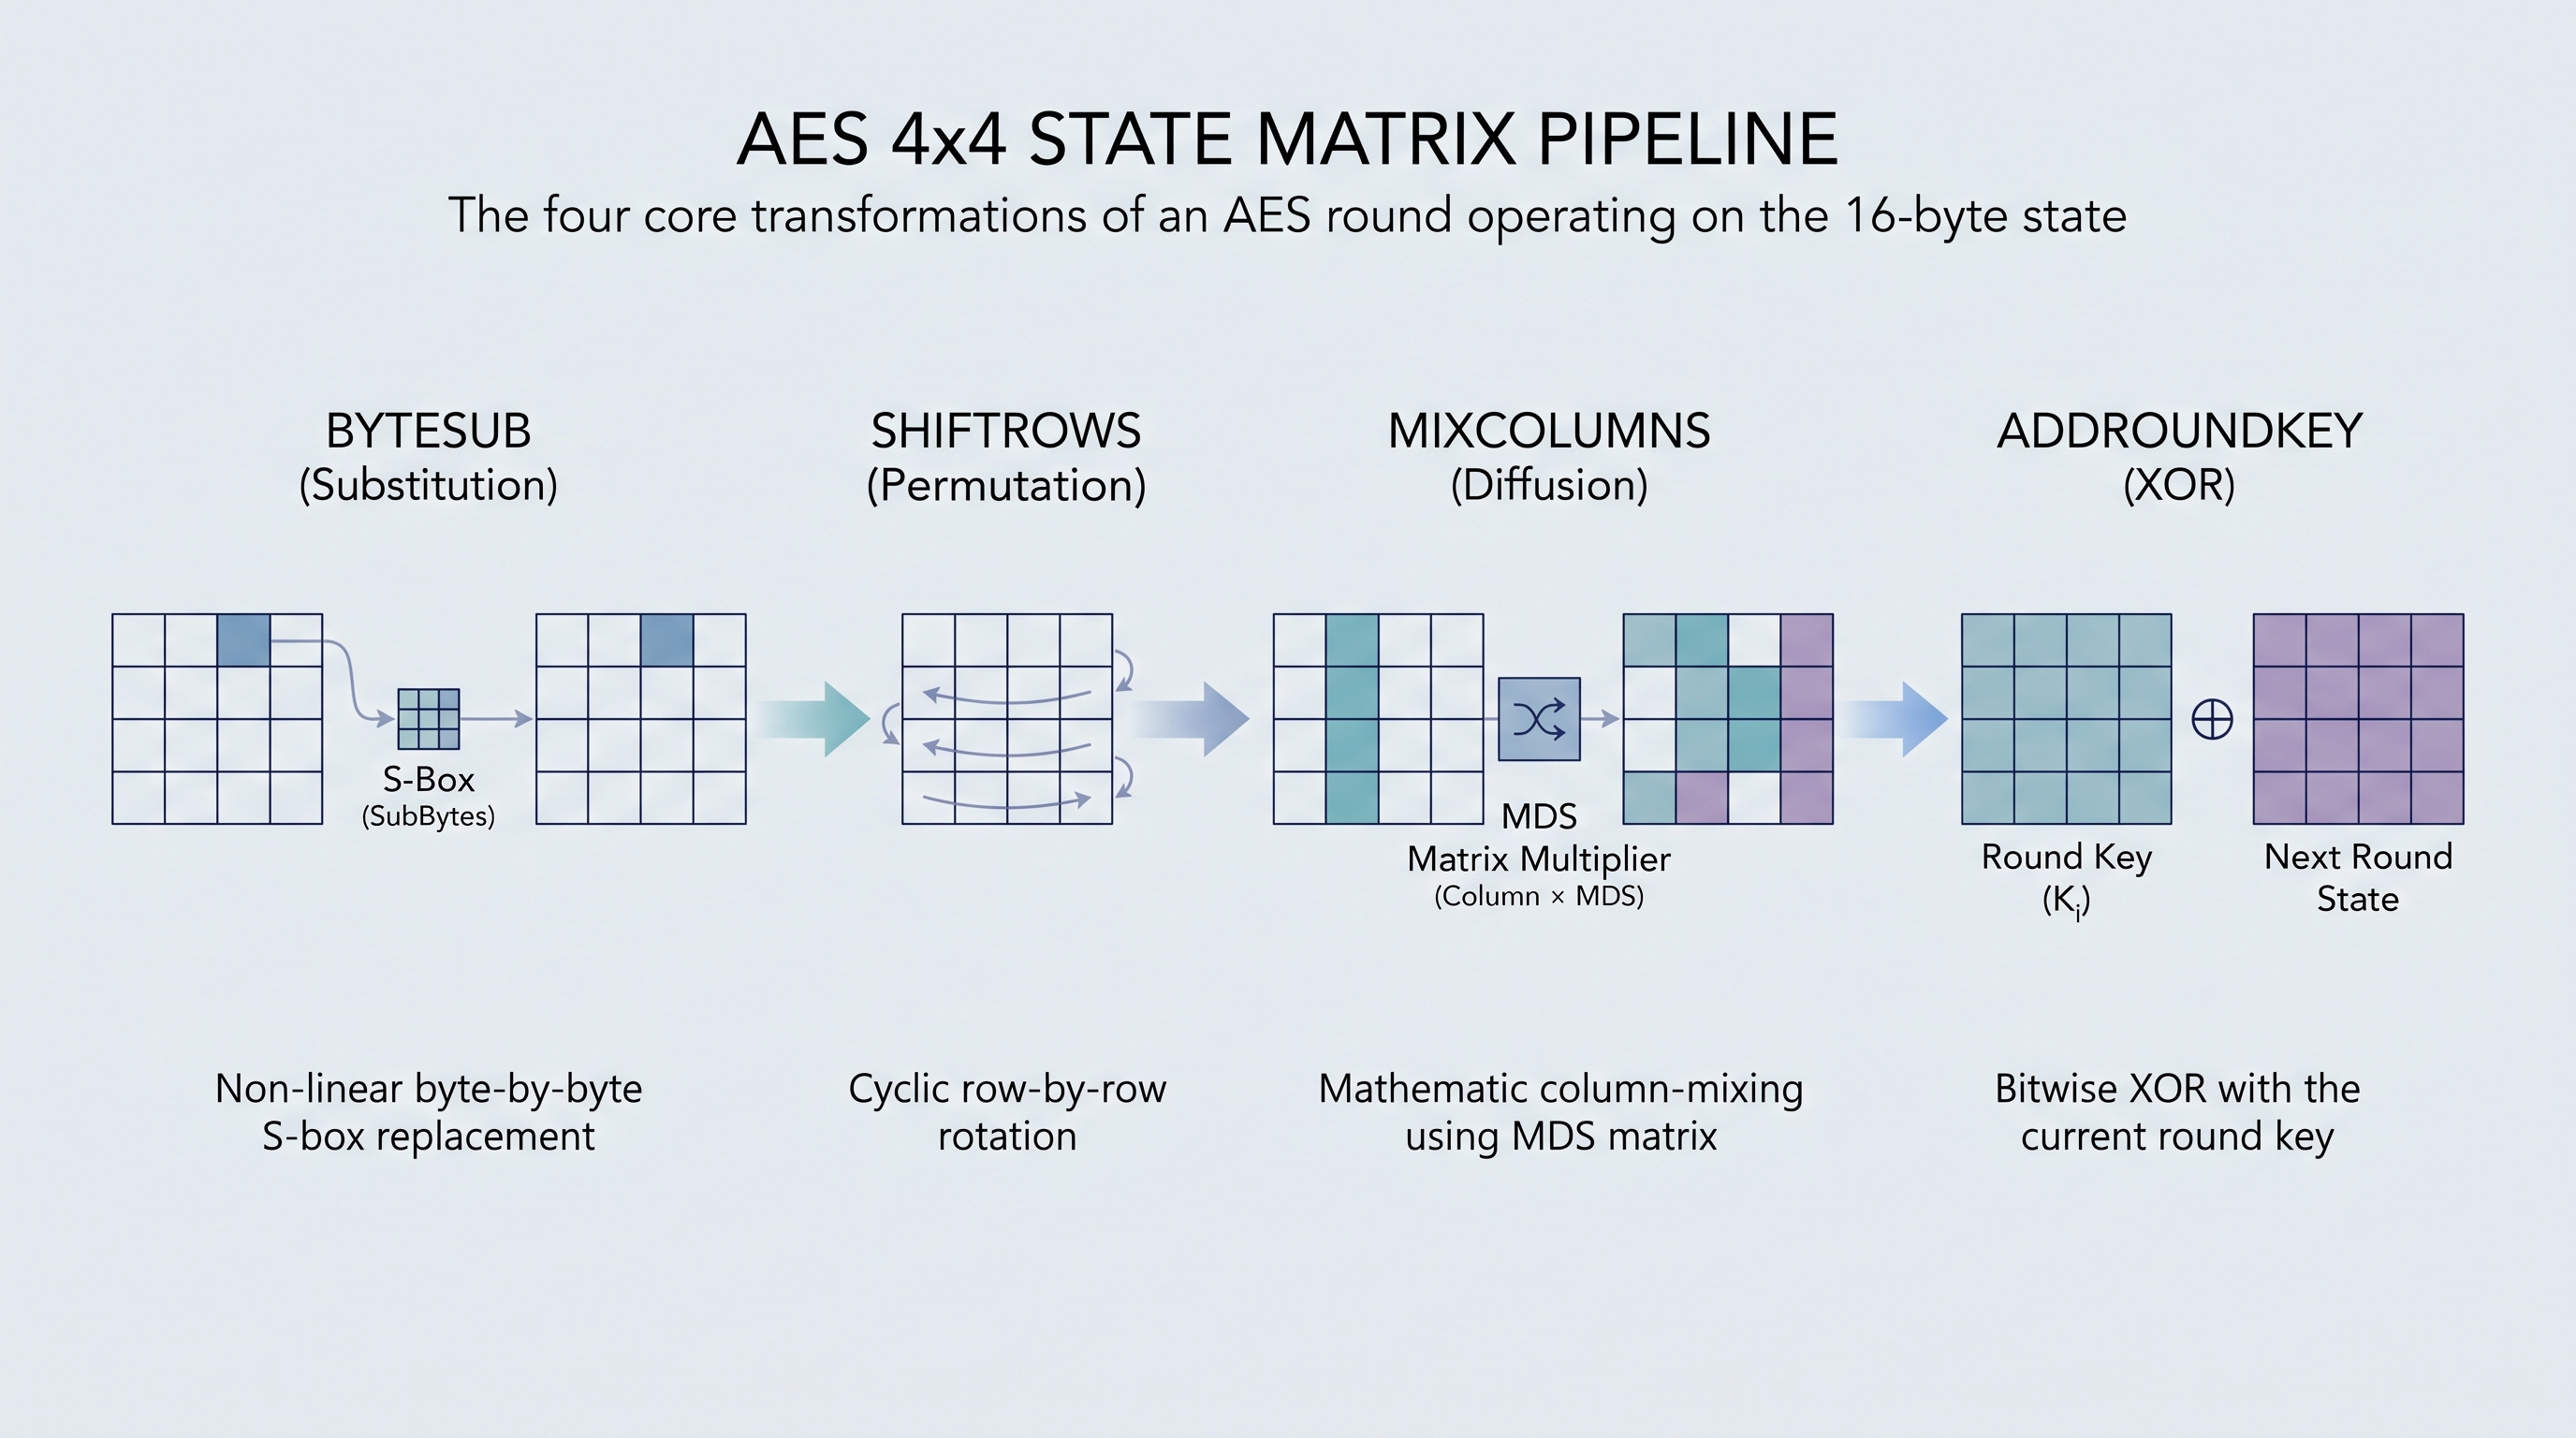 AES 4x4 STATE MATRIX PIPELINE
The four core transformations of an AES round operating on the 16-byte state
BYTESUB
(Substitution)
S-Box
(SubBytes)
Non-linear byte-by-byte
S-box replacement
SHIFTROWS
(Permutation)
Cyclic row-by-row
rotation
MIXCOLUMNS
(Diffusion)
MDS
Matrix Multiplier
(Column × MDS)
Mathematic column-mixing
using MDS matrix
ADDROUNDKEY
(XOR)
Round Key
(Kᵢ)
Next Round
State
Bitwise XOR with the
current round key